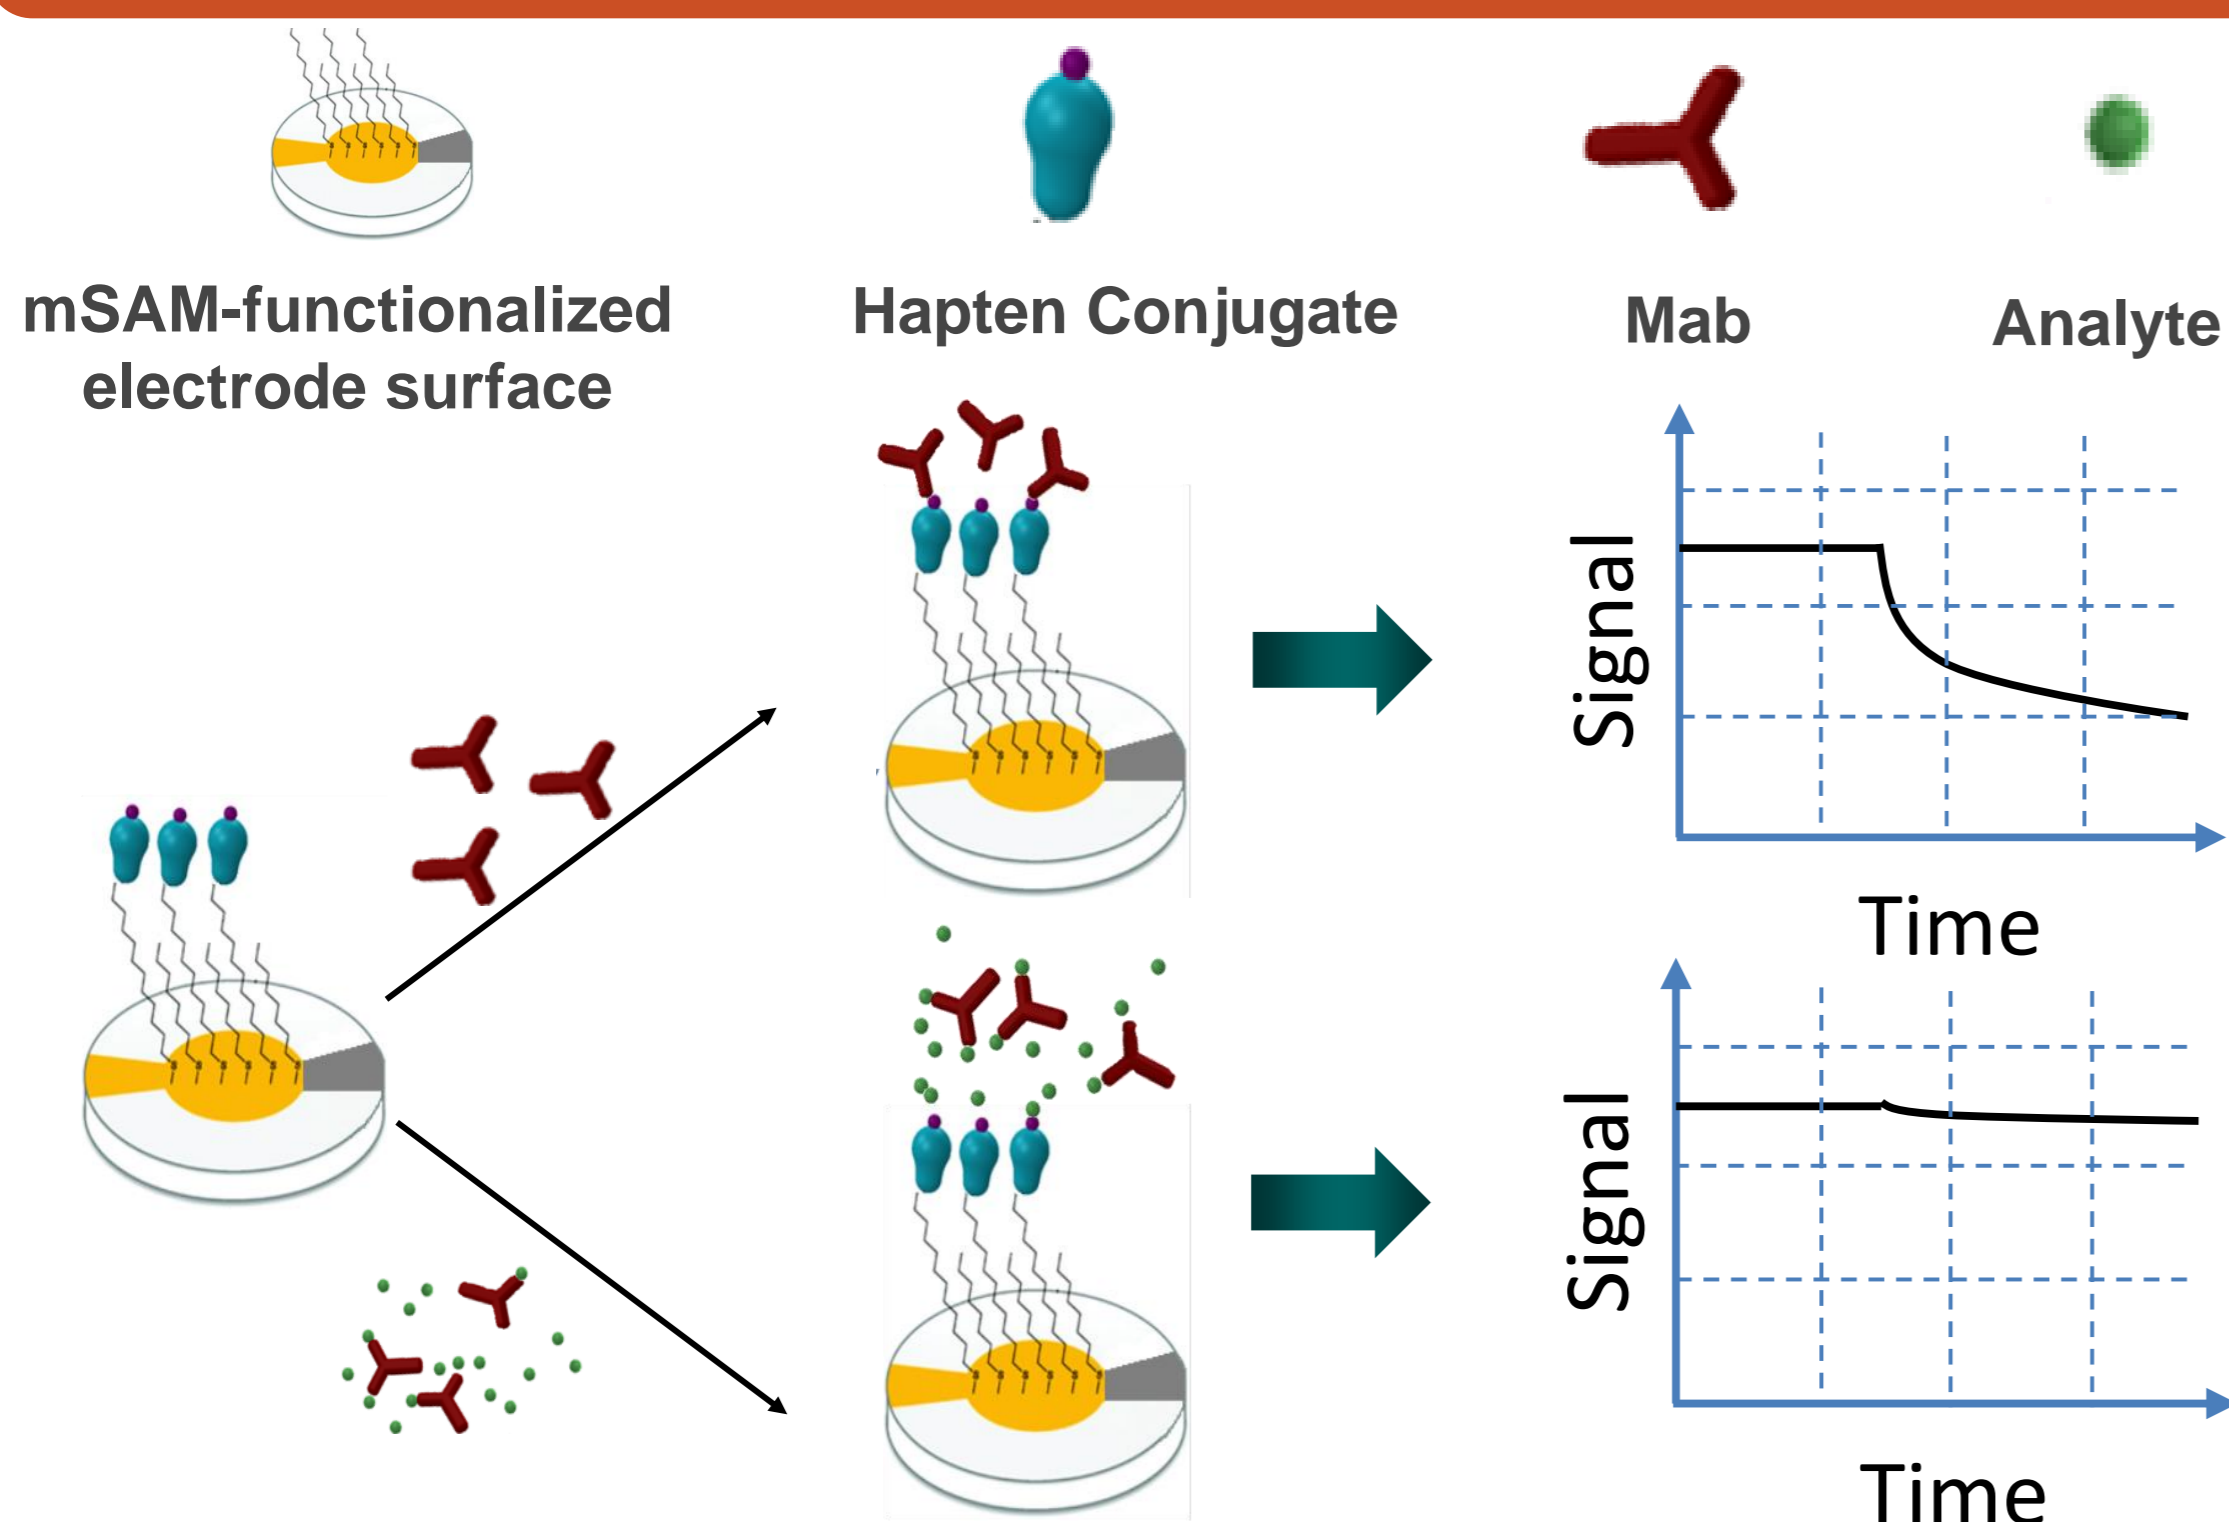 mSAM-functionalized
electrode surface
Hapten Conjugate
Mab
Analyte
Signal
Time
Signal
Time